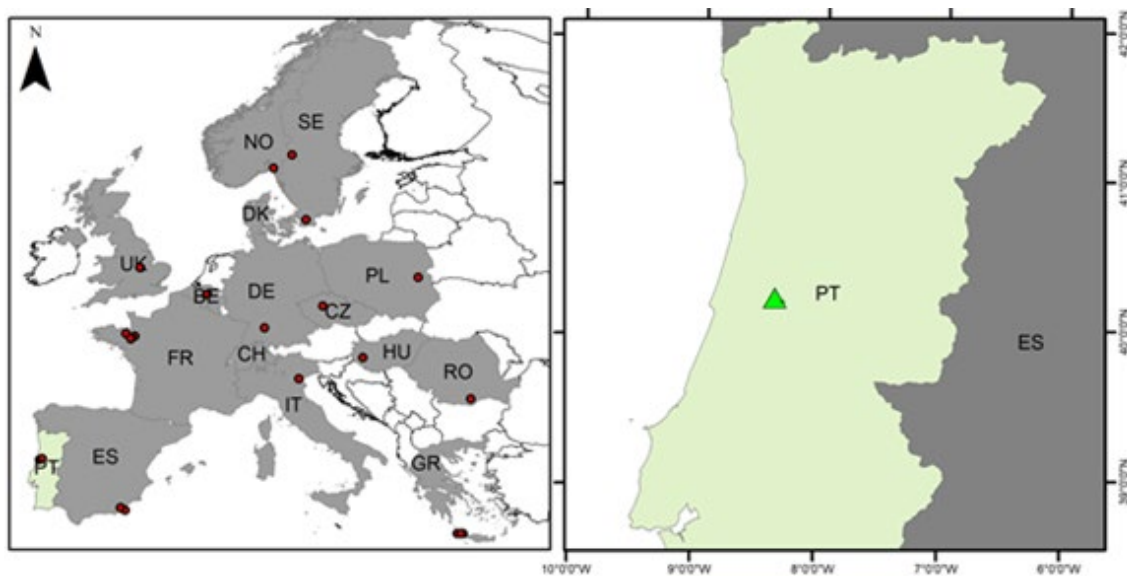 N
SE
NO
DK
UK
BE
DE
PL
CZ
FR
CH
HU
RO
IT
PT
ES
GR
PT
ES
42°0'0"N
41°0'0"N
40°0'0"N
39°0'0"N
10°0'0"W
9°0'0"W
8°0'0"W
7°0'0"W
6°0'0"W